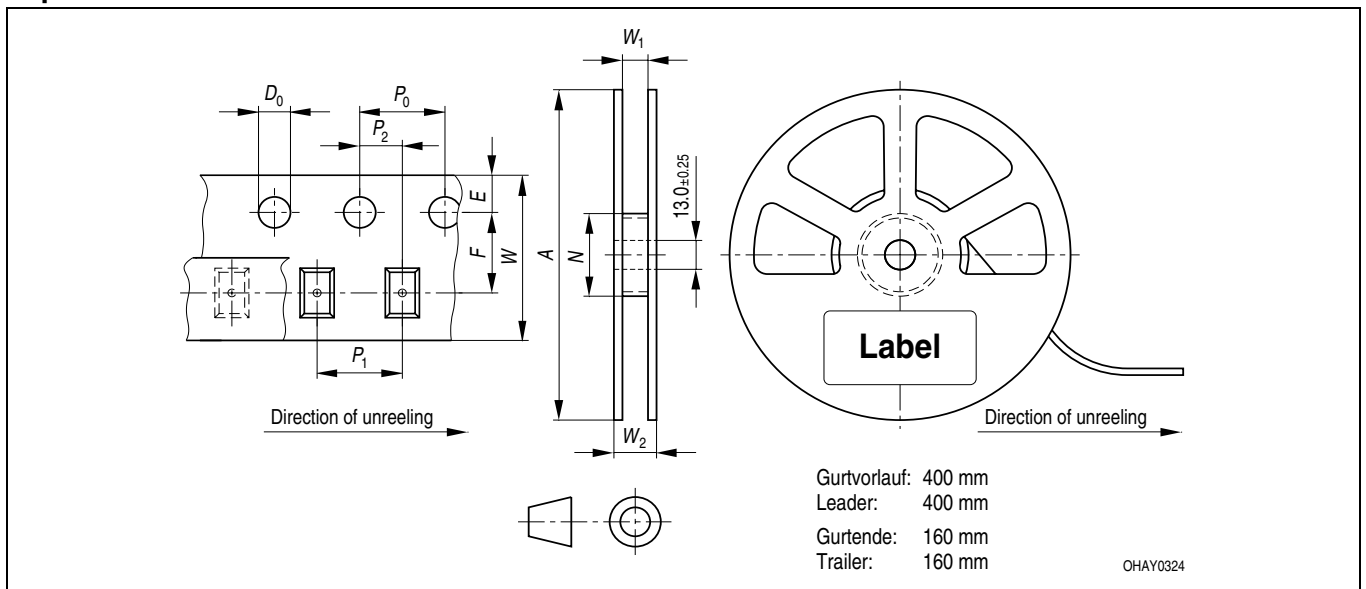 W1
D0
P0
P2
E
F
W
A
N
13.0±0.25
P1
W2
Label
Direction of unreeling
Direction of unreeling
Gurtvorlauf: 400 mm
Leader: 400 mm
Gurtende: 160 mm
Trailer: 160 mm
OHAY0324